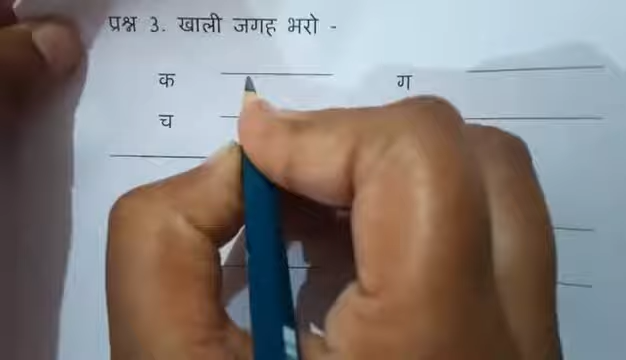 प्रश्न 3. खाली जगह भरो -
क ग
च